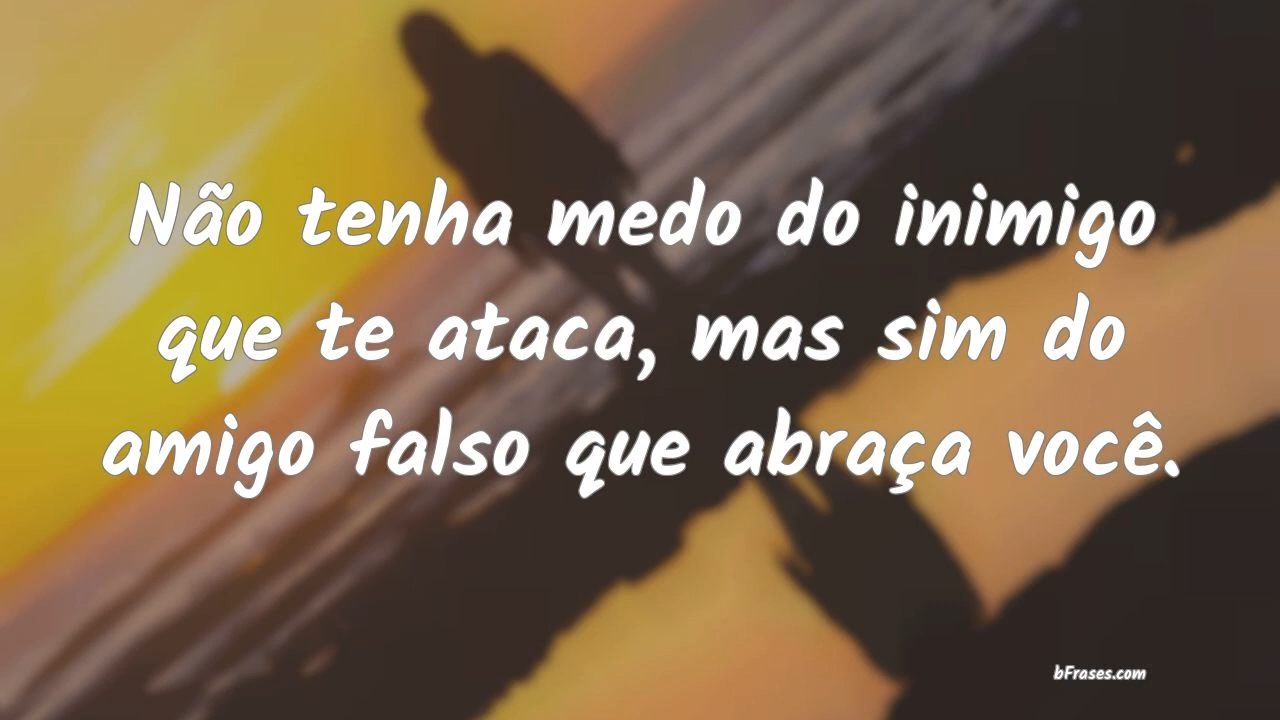 Não tenha medo do inimigo
que te ataca, mas sim do
amigo falso que abraça você.
bFrases.com